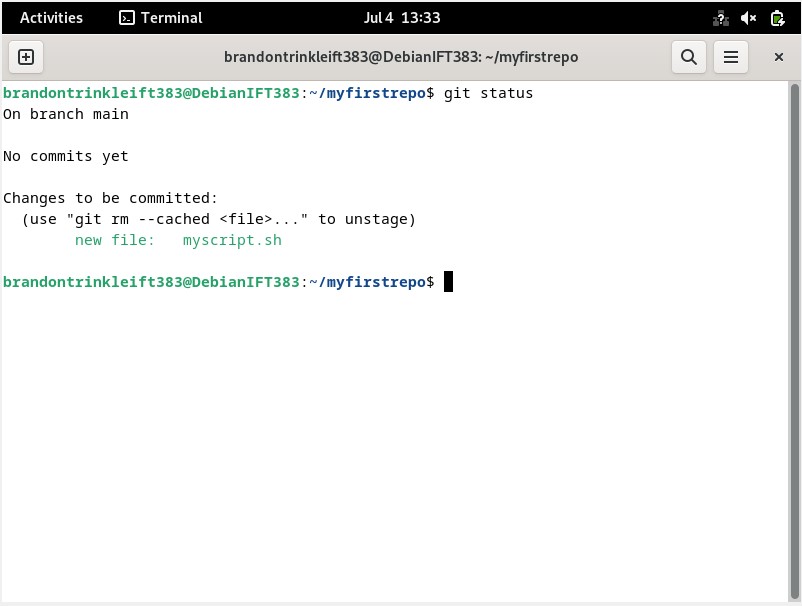 Activities Terminal Jul 4 13:33
brandontrinkleift383@DebianIFT383: ~/myfirstrepo
brandontrinkleift383@DebianIFT383:~/myfirstrepo$ git status
On branch main
No commits yet
Changes to be committed:
(use "git rm --cached <file>..." to unstage)
new file: myscript.sh
brandontrinkleift383@DebianIFT383:~/myfirstrepo$